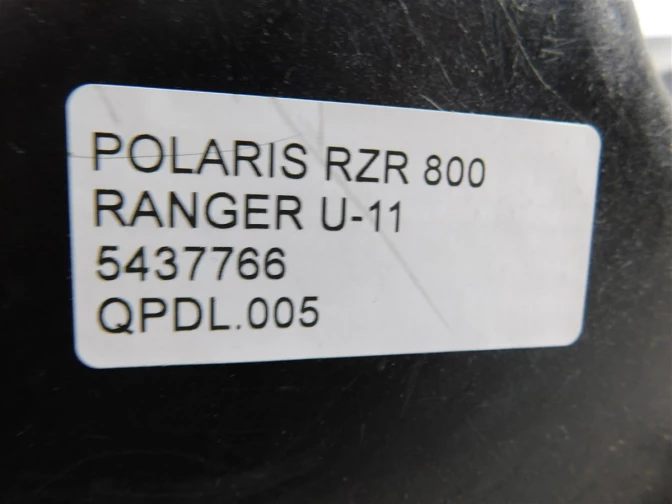 POLARIS RZR 800
RANGER U-11
5437766
QPDL.005